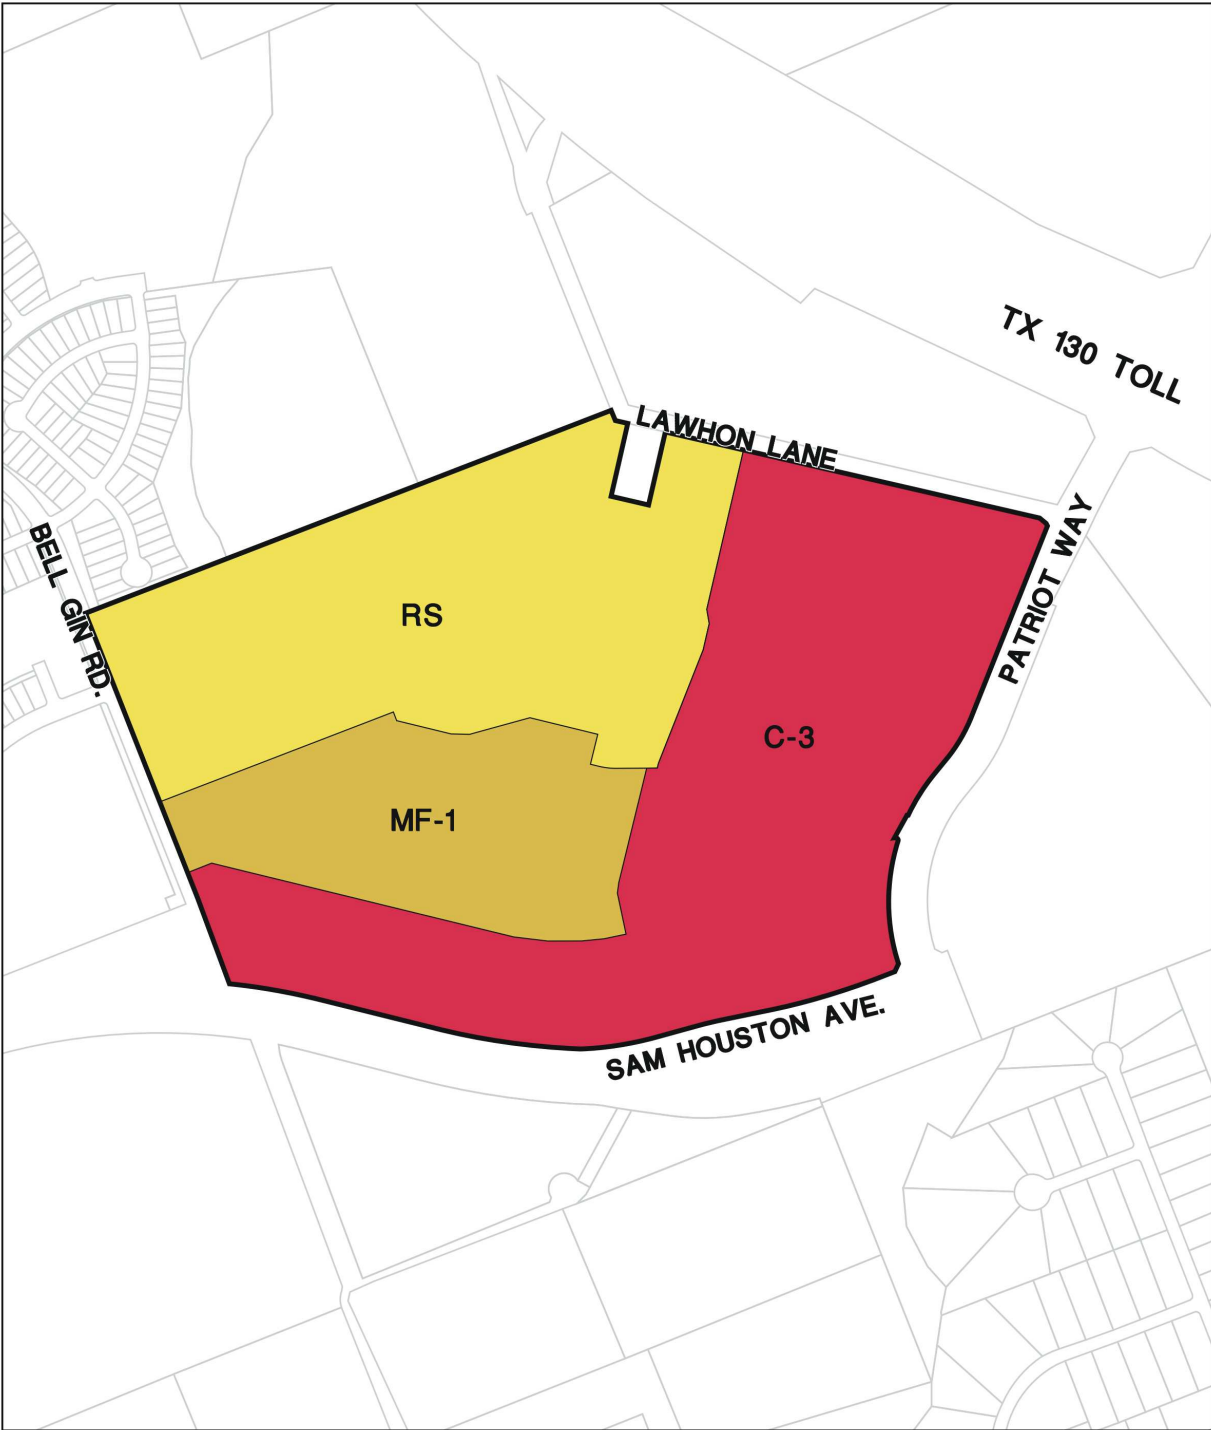 TX 130 TOLL
LAWHON LANE
BELL GIN RD.
PATRIOT WAY
RS
C-3
MF-1
SAM HOUSTON AVE.